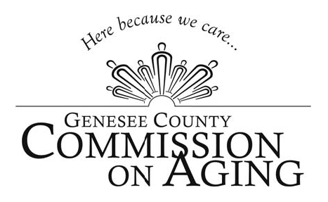 Here because we care...
GENESEE COUNTY
COMMISSION
ON AGING